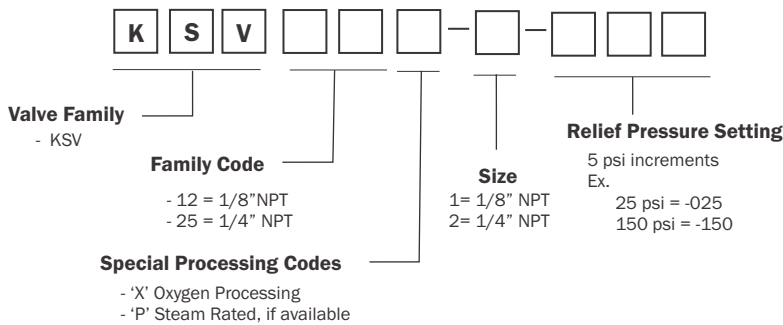 K S V - -
Valve Family
- KSV
Family Code
- 12 = 1/8”NPT
- 25 = 1/4” NPT
Special Processing Codes
- ‘X’ Oxygen Processing
- ‘P’ Steam Rated, if available
Size
1= 1/8” NPT
2= 1/4” NPT
Relief Pressure Setting
5 psi increments
Ex.
25 psi = -025
150 psi = -150